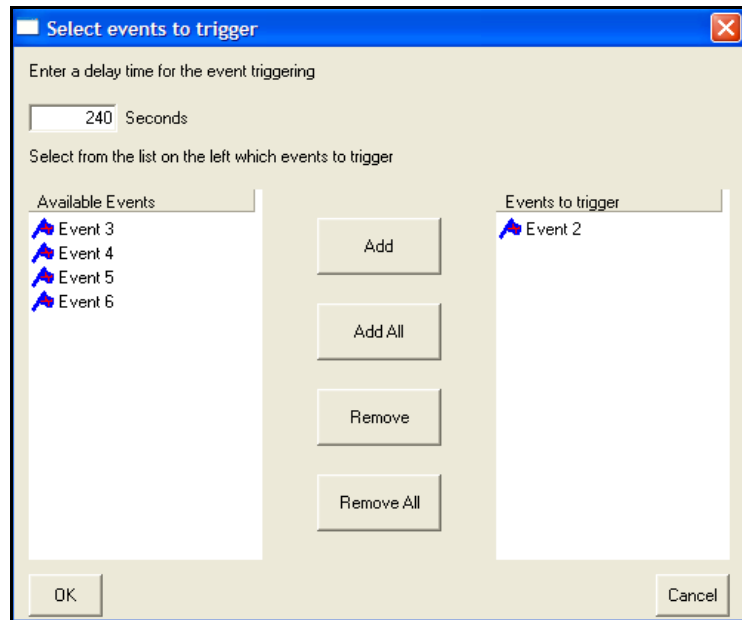 Select events to trigger
Enter a delay time for the event triggering
240 Seconds
Select from the list on the left which events to trigger
Available Events
Event 3
Event 4
Event 5
Event 6
Add
Add All
Remove
Remove All
Events to trigger
Event 2
OK
Cancel